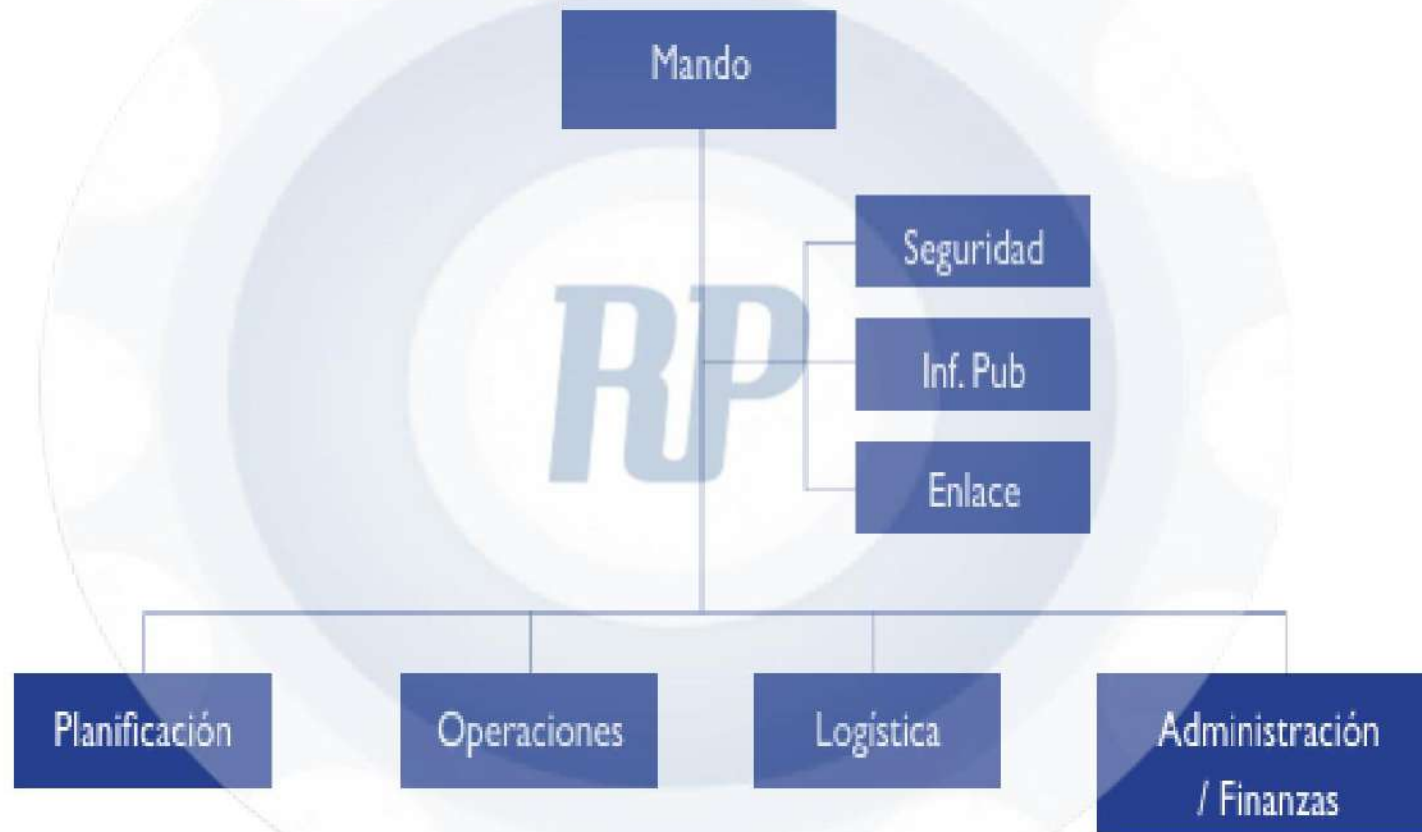 Mando
Seguridad
RP
Inf. Pub
Enlace
Planificación
Operaciones
Logística
Administración
/ Finanzas